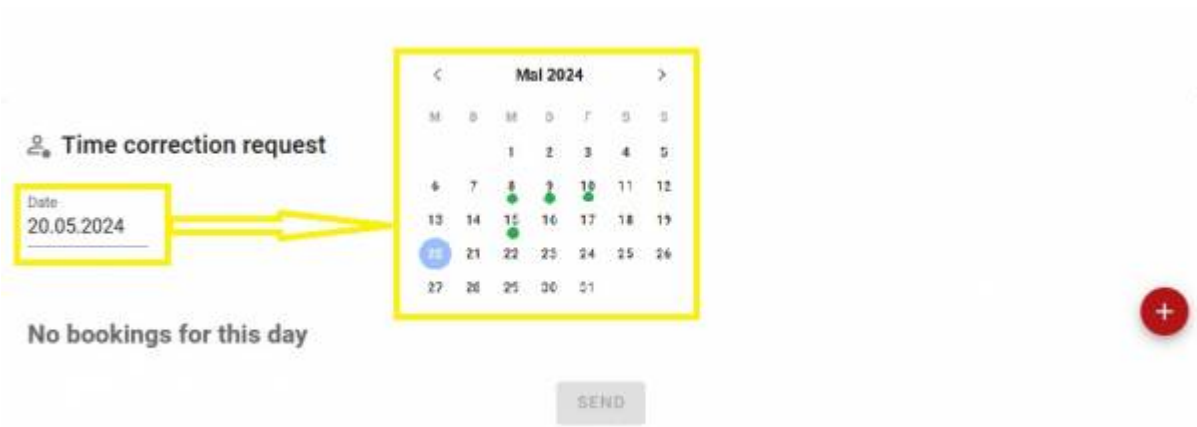 Time correction request
Date
20.05.2024
No bookings for this day
< Mai 2024 >
M D M D F S S
1 2 3 4 5
6 7 8 9 10 11 12
13 14 15 16 17 18 19
20 21 22 23 24 25 26
27 28 29 30 31
+
SEND